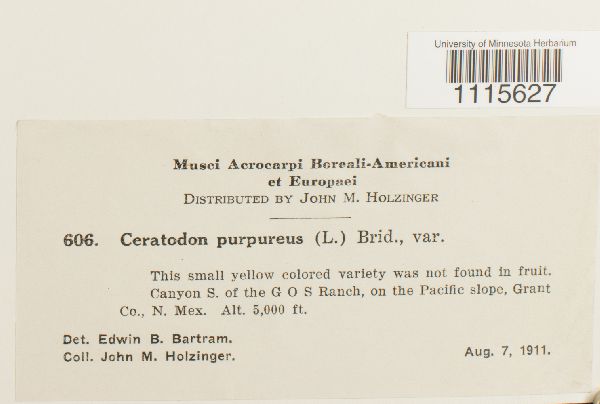 University of Minnesota Herbarium
1115627
Musci Acrocarpi Boreali-Americani
et Europaei
Distributed by John M. Holzinger
606. Ceratodon purpureus (L.) Brid., var.
This small yellow colored variety was not found in fruit.
Canyon S. of the G O S Ranch, on the Pacific slope, Grant
Co., N. Mex. Alt. 5,000 ft.
Det. Edwin B. Bartram.
Coll. John M. Holzinger.
Aug. 7, 1911.